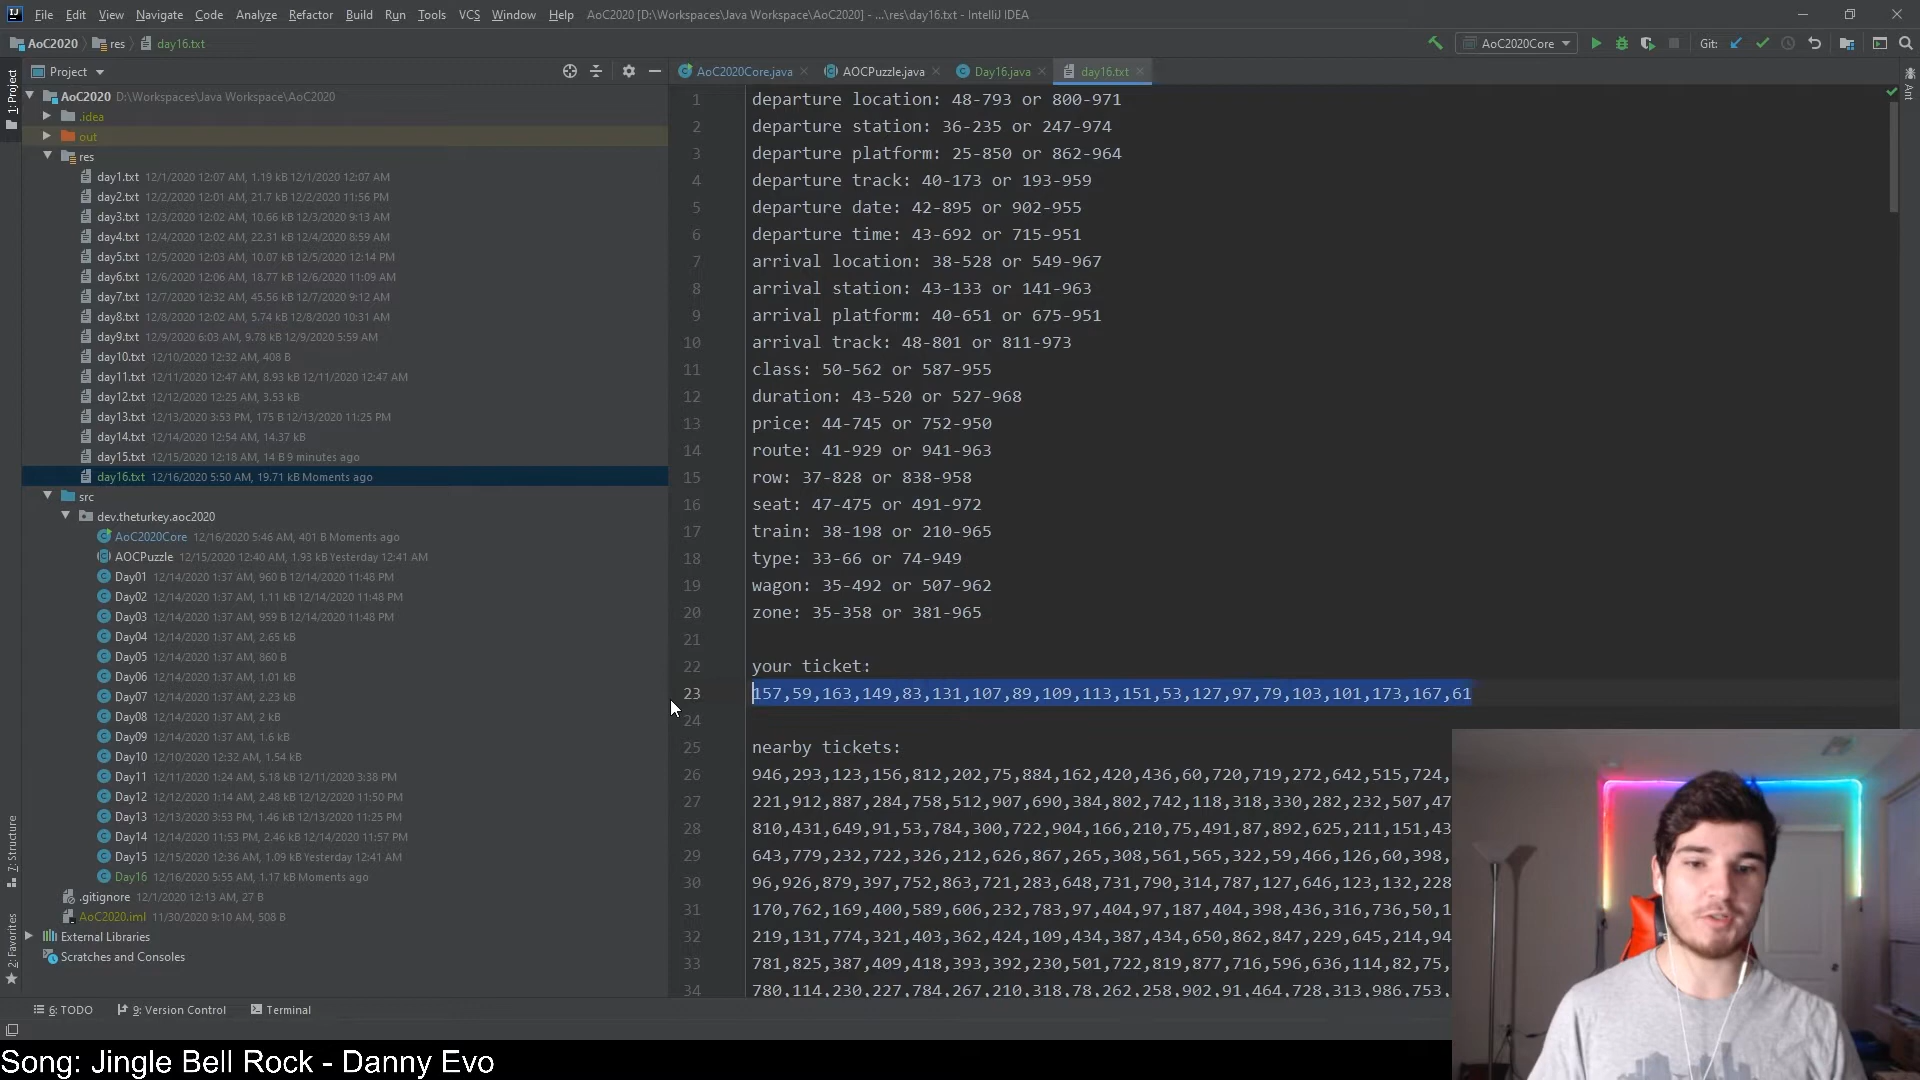 File Edit View Navigate Code Analyze Refactor Build Run Tools VCS Window Help AoC2020 [D:\Workspaces\Java Workspace\AoC2020] - ...\res\day16.txt - IntelliJ IDEA
AoC2020 res day16.txt AoC2020Core Git:
Project
AoC2020Core.java AOCPuzzle.java Day16.java day16.txt
1: Project
AoC2020 D:\Workspaces\Java Workspace\AoC2020
.idea
out
res
day1.txt 12/1/2020 12:07 AM, 1.19 kB 12/1/2020 12:07 AM
day2.txt 12/2/2020 12:01 AM, 21.7 kB 12/2/2020 11:56 PM
day3.txt 12/3/2020 12:02 AM, 10.66 kB 12/3/2020 9:13 AM
day4.txt 12/4/2020 12:02 AM, 22.31 kB 12/4/2020 8:59 AM
day5.txt 12/5/2020 12:03 AM, 10.07 kB 12/5/2020 12:14 PM
day6.txt 12/6/2020 12:06 AM, 18.77 kB 12/6/2020 11:09 AM
day7.txt 12/7/2020 12:32 AM, 45.56 kB 12/7/2020 9:12 AM
day8.txt 12/8/2020 12:02 AM, 5.74 kB 12/8/2020 10:31 AM
day9.txt 12/9/2020 6:03 AM, 9.78 kB 12/9/2020 5:59 AM
day10.txt 12/10/2020 12:32 AM, 408 B
day11.txt 12/11/2020 12:47 AM, 8.93 kB 12/11/2020 12:47 AM
day12.txt 12/12/2020 12:25 AM, 3.53 kB
day13.txt 12/13/2020 3:53 PM, 175 B 12/13/2020 11:25 PM
day14.txt 12/14/2020 12:54 AM, 14.37 kB
day15.txt 12/15/2020 12:18 AM, 14 B 9 minutes ago
day16.txt 12/16/2020 5:50 AM, 19.71 kB Moments ago
src
dev.theturkey.aoc2020
AoC2020Core 12/16/2020 5:46 AM, 401 B Moments ago
AOCPuzzle 12/15/2020 12:40 AM, 1.93 kB Yesterday 12:41 AM
Day01 12/14/2020 1:37 AM, 960 B 12/14/2020 11:48 PM
Day02 12/14/2020 1:37 AM, 1.11 kB 12/14/2020 11:48 PM
Day03 12/14/2020 1:37 AM, 959 B 12/14/2020 11:48 PM
Day04 12/14/2020 1:37 AM, 2.65 kB
Day05 12/14/2020 1:37 AM, 860 B
Day06 12/14/2020 1:37 AM, 1.01 kB
Day07 12/14/2020 1:37 AM, 2.23 kB
Day08 12/14/2020 1:37 AM, 2 kB
Day09 12/14/2020 1:37 AM, 1.6 kB
Day10 12/10/2020 12:32 AM, 1.54 kB
Day11 12/11/2020 1:24 AM, 5.18 kB 12/11/2020 3:38 PM
Day12 12/12/2020 1:14 AM, 2.48 kB 12/12/2020 11:50 PM
Day13 12/13/2020 3:53 PM, 1.46 kB 12/13/2020 11:25 PM
Day14 12/14/2020 11:53 PM, 2.46 kB 12/14/2020 11:57 PM
Day15 12/15/2020 12:36 AM, 1.09 kB Yesterday 12:41 AM
Day16 12/16/2020 5:55 AM, 1.17 kB Moments ago
.gitignore 12/1/2020 12:13 AM, 27 B
AoC2020.iml 11/30/2020 9:10 AM, 508 B
External Libraries
Scratches and Consoles
7: Structure
2: Favorites
1 departure location: 48-793 or 800-971
2 departure station: 36-235 or 247-974
3 departure platform: 25-850 or 862-964
4 departure track: 40-173 or 193-959
5 departure date: 42-895 or 902-955
6 departure time: 43-692 or 715-951
7 arrival location: 38-528 or 549-967
8 arrival station: 43-133 or 141-963
9 arrival platform: 40-651 or 675-951
10 arrival track: 48-801 or 811-973
11 class: 50-562 or 587-955
12 duration: 43-520 or 527-968
13 price: 44-745 or 752-950
14 route: 41-929 or 941-963
15 row: 37-828 or 838-958
16 seat: 47-475 or 491-972
17 train: 38-198 or 210-965
18 type: 33-66 or 74-949
19 wagon: 35-492 or 507-962
20 zone: 35-358 or 381-965
21
22 your ticket:
23 157,59,163,149,83,131,107,89,109,113,151,53,127,97,79,103,101,173,167,61
24
25 nearby tickets:
26 946,293,123,156,812,202,75,884,162,420,436,60,720,719,272,642,515,724,
27 221,912,887,284,758,512,907,690,384,802,742,118,318,330,282,232,507,47
28 810,431,649,91,53,784,300,722,904,166,210,75,491,87,892,625,211,151,43
29 643,779,232,722,326,212,626,867,265,308,561,565,322,59,466,126,60,398,
30 96,926,879,397,752,863,721,283,648,731,790,314,787,127,646,123,132,228
31 170,762,169,400,589,606,232,783,97,404,97,187,404,398,436,316,736,50,1
32 219,131,774,321,403,362,424,109,434,387,434,650,862,847,229,645,214,94
33 781,825,387,409,418,393,392,230,501,722,819,877,716,596,636,114,82,75,
34 780,114,230,227,784,267,210,318,78,262,258,902,91,464,728,313,986,753,
Ant
6: TODO 9: Version Control Terminal
Song: Jingle Bell Rock - Danny Evo